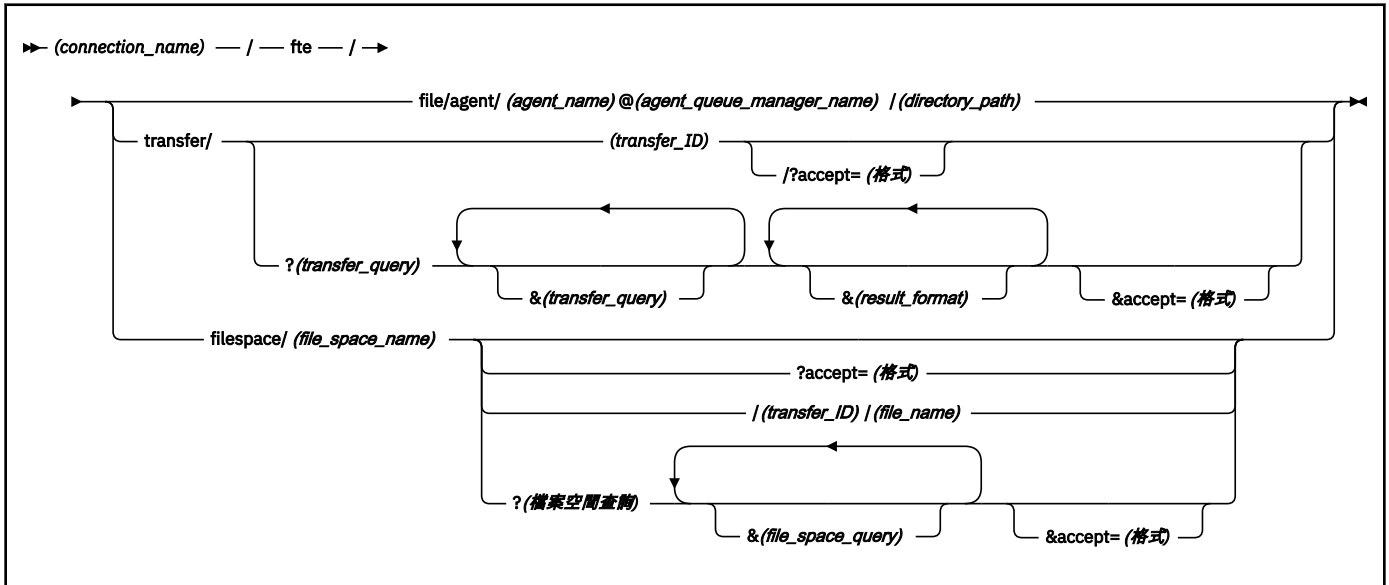 (connection_name) / fte /
file/agent/ (agent_name) @ (agent_queue_manager_name) / (directory_path)
transfer/ (transfer_ID)
/?accept= (格式)
? (transfer_query)
& (transfer_query) & (result_format) &accept= (格式)
filespace/ (file_space_name)
?accept= (格式)
/ (transfer_ID) / (file_name)
? (檔案空間查詢)
& (file_space_query) &accept= (格式)